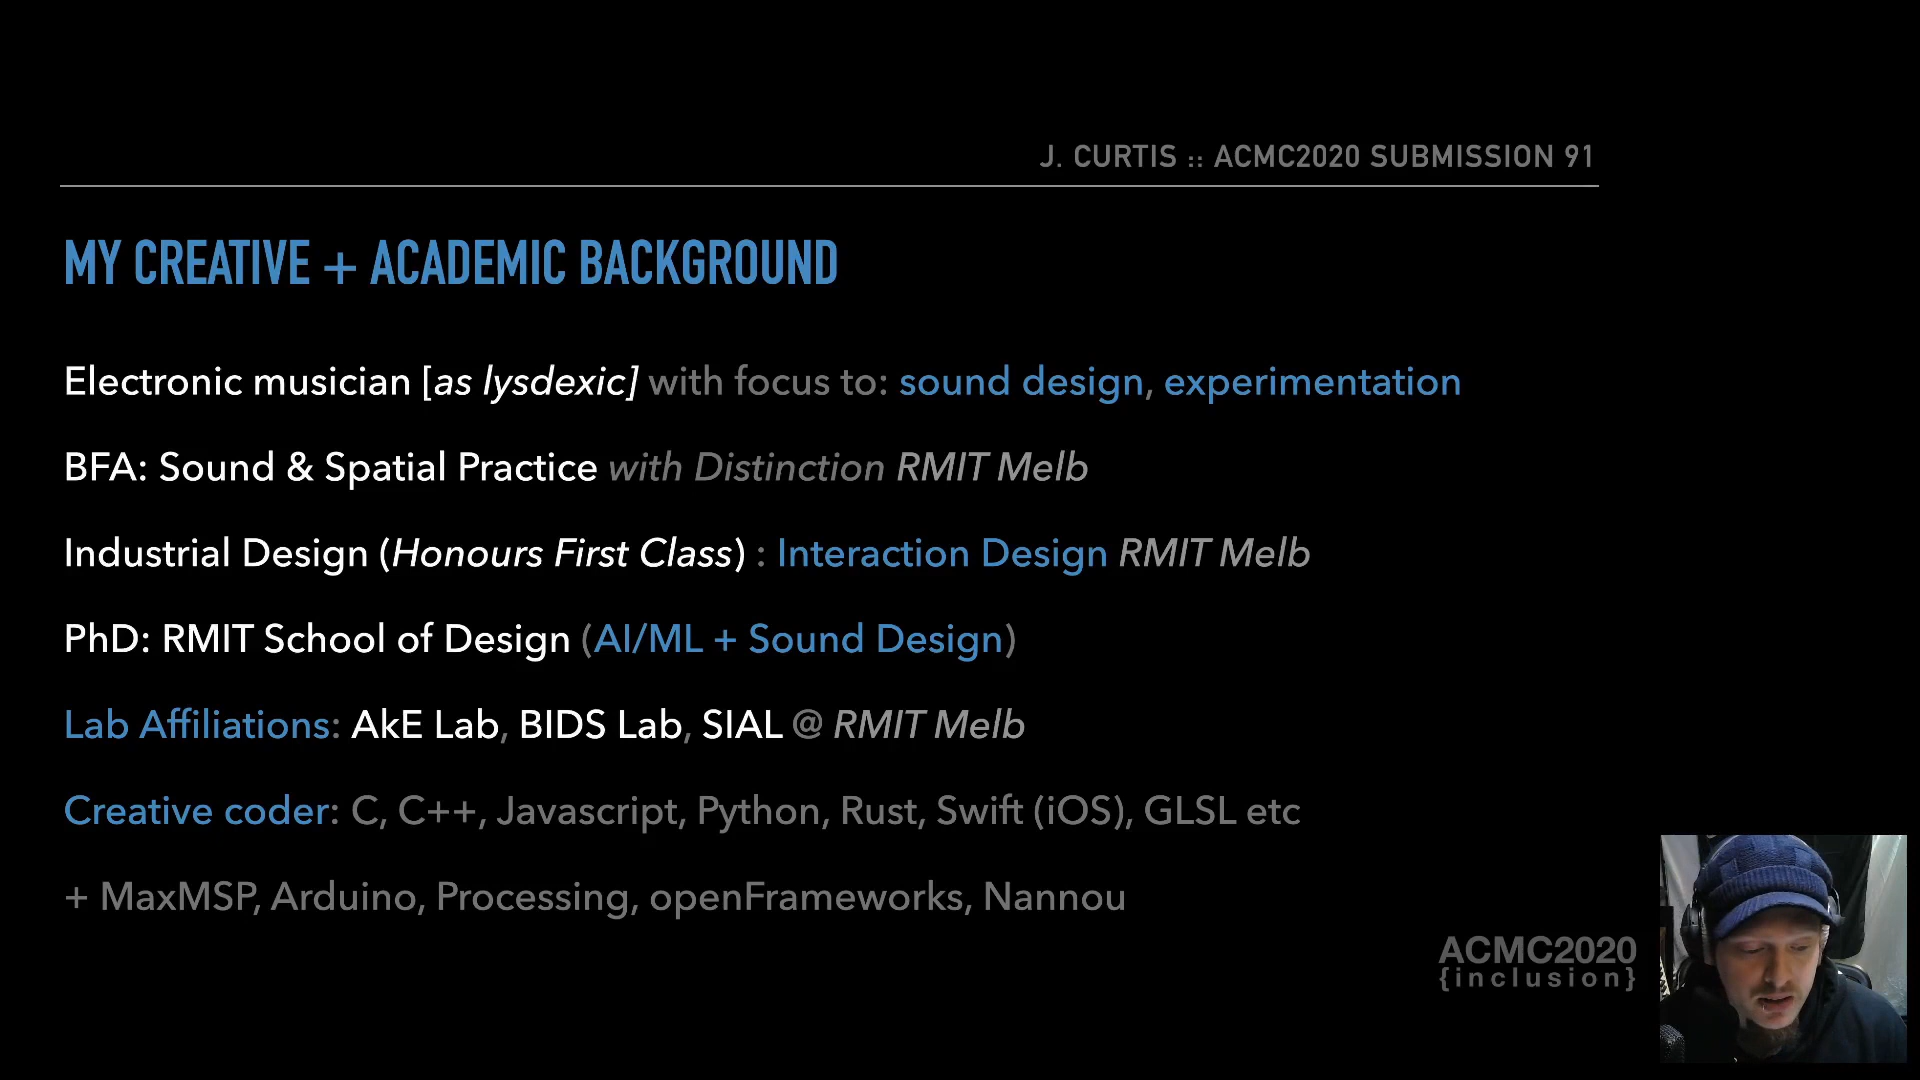 J. CURTIS :: ACMC2020 SUBMISSION 91
MY CREATIVE + ACADEMIC BACKGROUND
Electronic musician [as lysdexic] with focus to: sound design, experimentation
BFA: Sound & Spatial Practice with Distinction RMIT Melb
Industrial Design (Honours First Class) : Interaction Design RMIT Melb
PhD: RMIT School of Design (AI/ML + Sound Design)
Lab Affiliations: AkE Lab, BIDS Lab, SIAL @ RMIT Melb
Creative coder: C, C++, Javascript, Python, Rust, Swift (iOS), GLSL etc
+ MaxMSP, Arduino, Processing, openFrameworks, Nannou
ACMC2020
{inclusion}